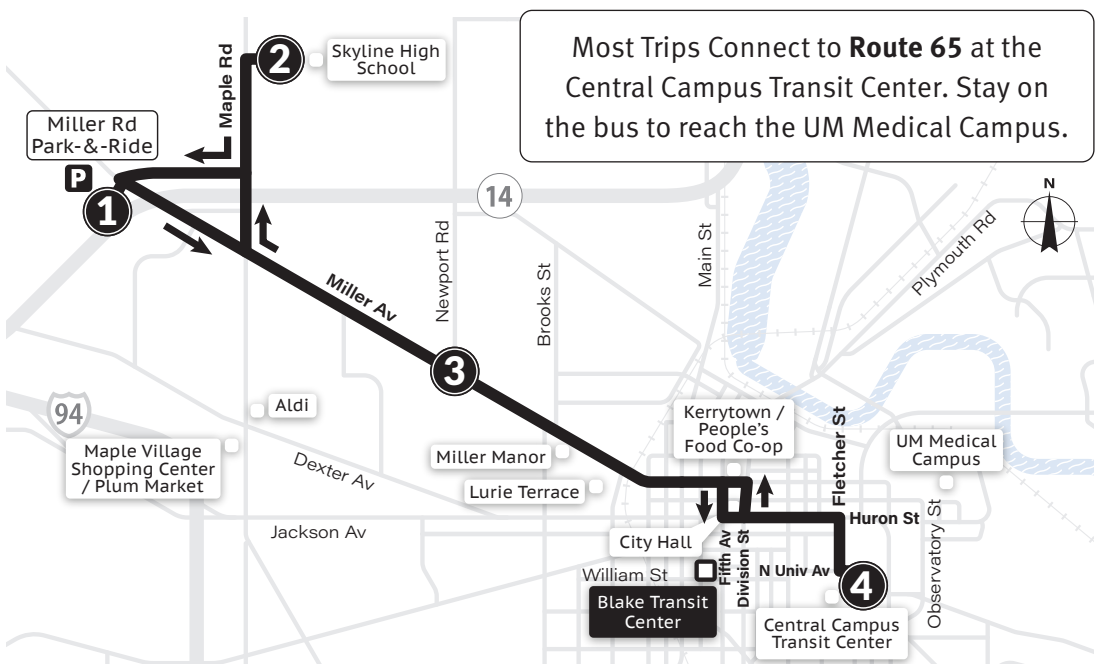 Most Trips Connect to Route 65 at the
Central Campus Transit Center. Stay on
the bus to reach the UM Medical Campus.
Maple Rd
2
Skyline High
School
Miller Rd
Park-&-Ride
P
1
14
N
Newport Rd
Brooks St
Main St
Plymouth Rd
Miller Av
3
94
Aldi
Maple Village
Shopping Center
/ Plum Market
Dexter Av
Miller Manor
Lurie Terrace
Kerrytown /
People's
Food Co-op
Fletcher St
UM Medical
Campus
Jackson Av
City Hall
Fifth Av
Division St
Huron St
Observatory St
William St
N Univ Av
4
Blake Transit
Center
Central Campus
Transit Center